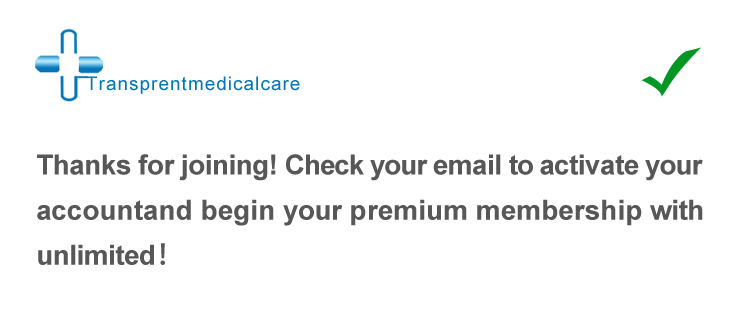 Transprentmedicalcare
Thanks for joining! Check your email to activate your
accountand begin your premium membership with
unlimited！